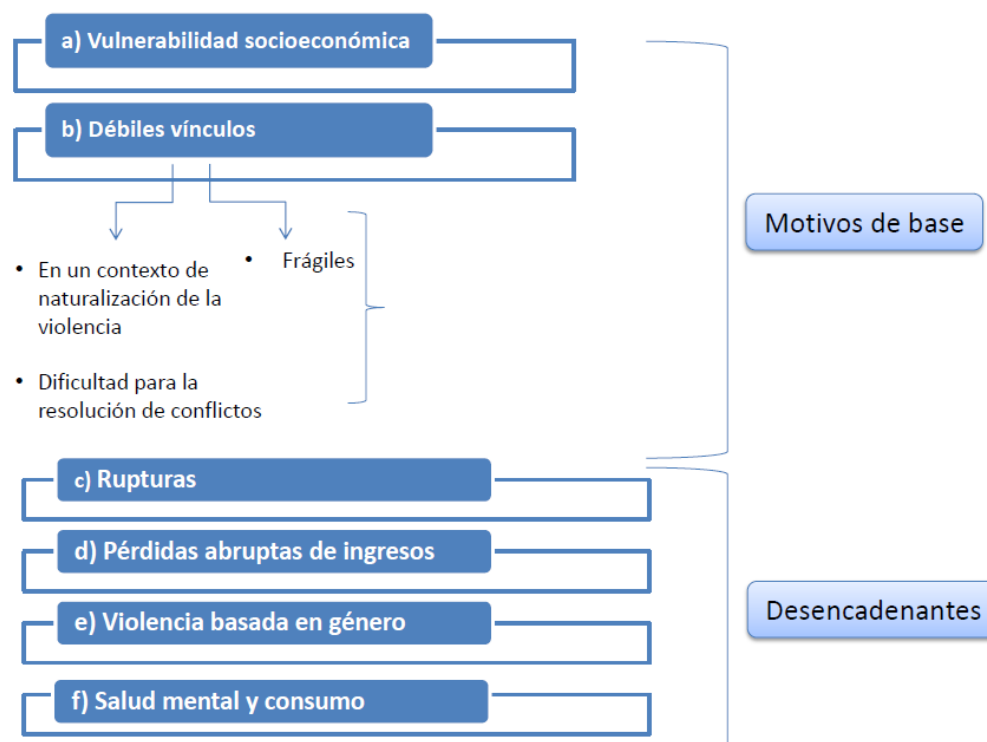 a) Vulnerabilidad socioeconómica
b) Débiles vínculos
• En un contexto de
naturalización de la
violencia
• Dificultad para la
resolución de conflictos
• Frágiles
Motivos de base
c) Rupturas
d) Pérdidas abruptas de ingresos
e) Violencia basada en género
f) Salud mental y consumo
Desencadenantes